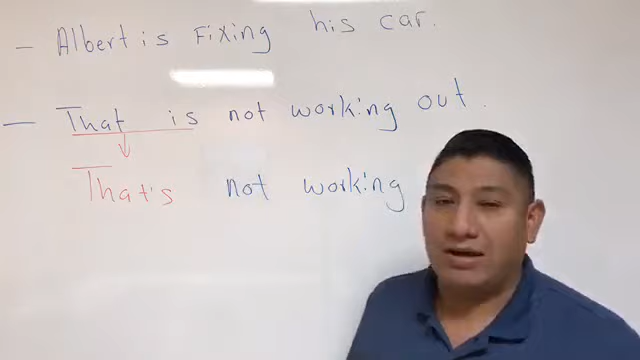 - Albert is Fixing his car.
- That is not working out.
That's not working